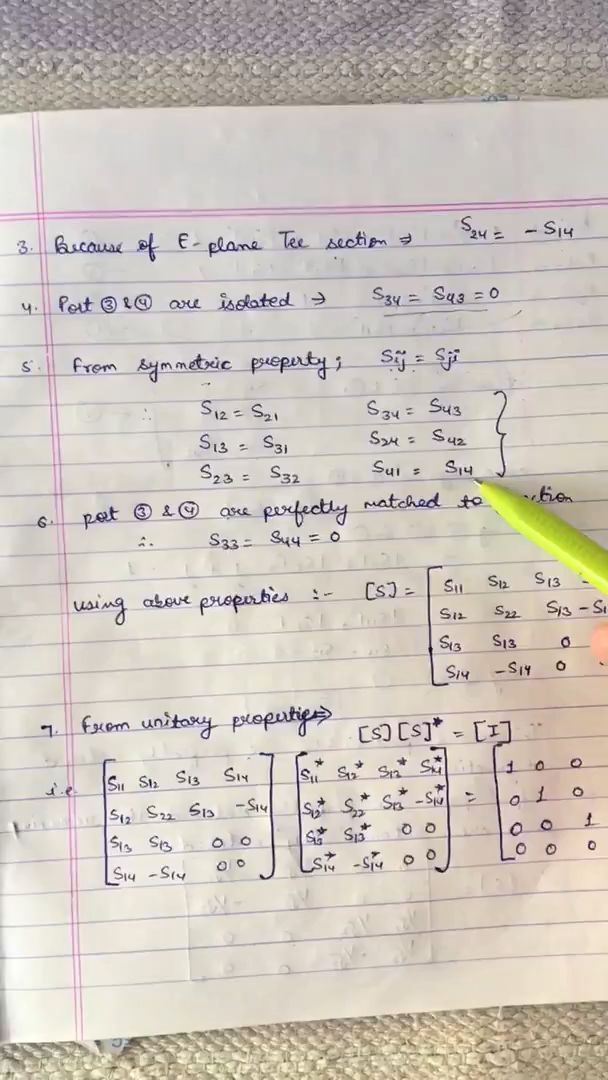 3. Because of E-plane Tee section ⇒ S24 = - S14
4. Port ③ & ④ are isolated :→ S34 = S43 = 0
5. From symmetric property; Sij = Sji
∴ S12 = S21 S34 = S43
S13 = S31 S24 = S42
S23 = S32 S41 = S14
6. port ③ & ④ are perfectly matched to
∴ S33 = S44 = 0
using above properties :- [S] = S11 S12 S13
S12 S22 S13 -S1
S13 S13 0
S14 -S14 0
7. From unitary properties⇒
[S] [S]* = [I]
i.e S11 S12 S13 S14 S11* S12* S12* S14* 1 0 0
S12 S22 S13 -S14 S12* S22* S13* -S14* = 0 1 0
S13 S13 0 0 S13* S13* 0 0 0 0 1
S14 -S14 0 0 S14* -S14* 0 0 0 0 0